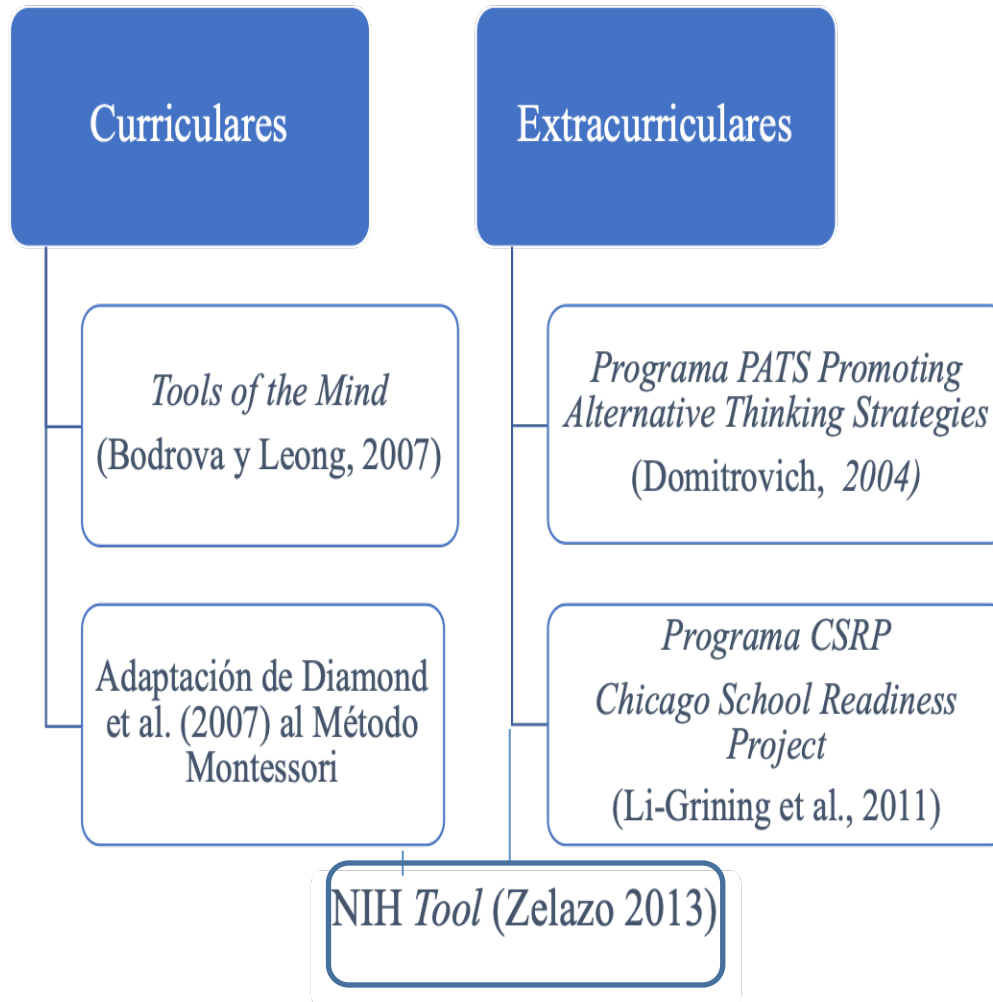 Curriculares
Tools of the Mind
(Bodrova y Leong, 2007)
Adaptación de Diamond
et al. (2007) al Método
Montessori
Extracurriculares
Programa PATS Promoting
Alternative Thinking Strategies
(Domitrovich, 2004)
Programa CSRP
Chicago School Readiness
Project
(Li-Grining et al., 2011)
NIH Tool (Zelazo 2013)